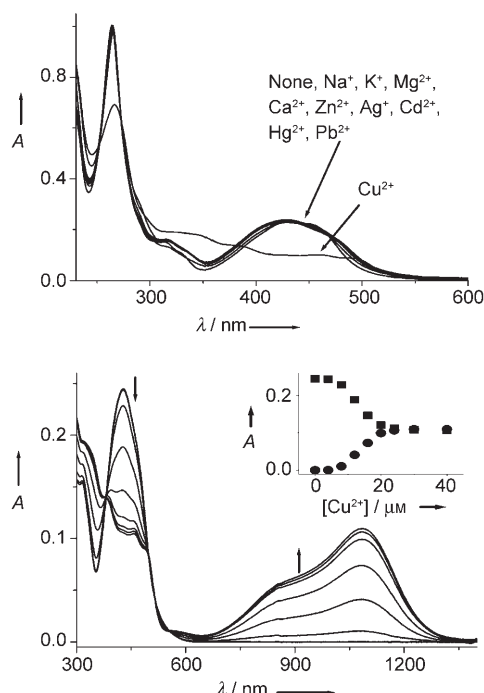 0.8
0.4
0.0
A
None, Na⁺, K⁺, Mg²⁺,
Ca²⁺, Zn²⁺, Ag⁺, Cd²⁺,
Hg²⁺, Pb²⁺
Cu²⁺
300 400 500 600
λ / nm
0.2
0.1
0.0
A
0.2
0.0
A
0 10 20 30 40
[Cu²⁺] / μM
300 600 900 1200
λ / nm